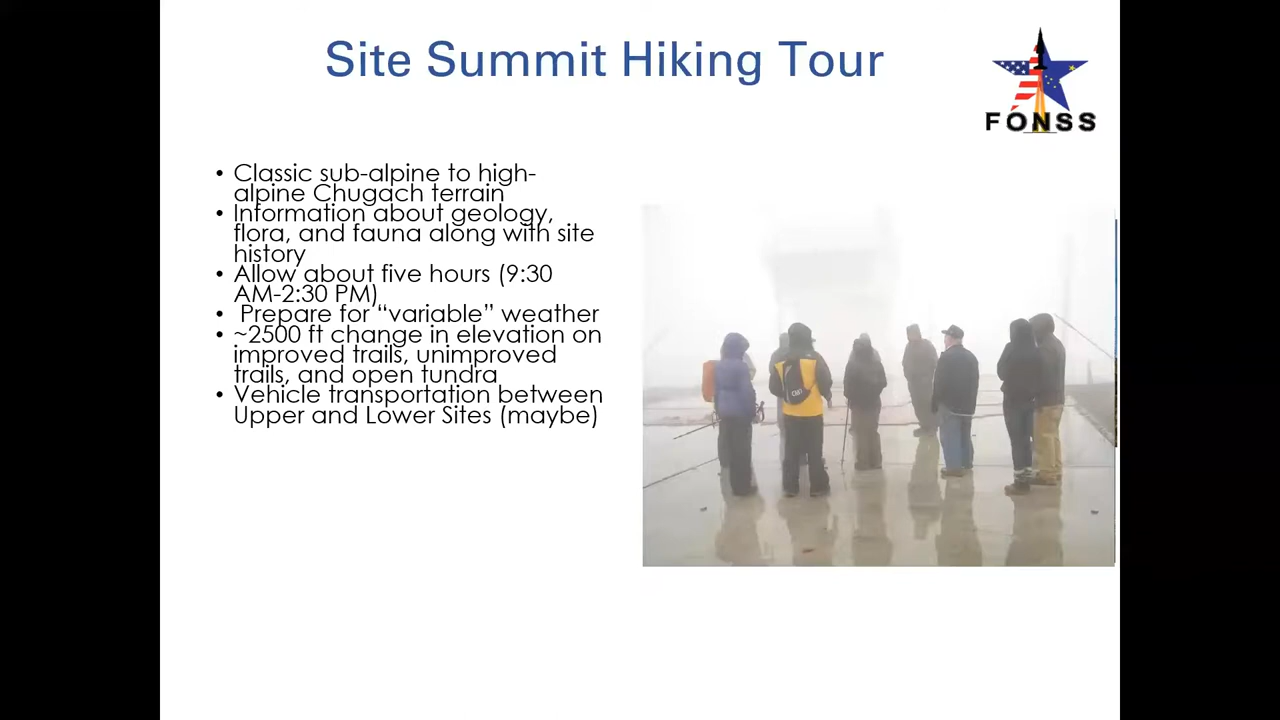 Site Summit Hiking Tour
FONSS
• Classic sub-alpine to high-
alpine Chugach terrain
• Information about geology,
flora, and fauna along with site
history
• Allow about five hours (9:30
AM-2:30 PM)
• Prepare for “variable” weather
• ~2500 ft change in elevation on
improved trails, unimproved
trails, and open tundra
• Vehicle transportation between
Upper and Lower Sites (maybe)